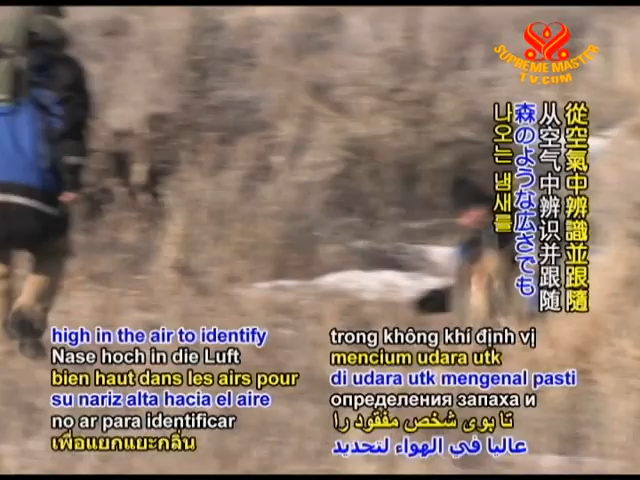 SUPREME MASTER
TV.COM
從空氣中辨識並跟隨
从空气中辨识并跟随
森のような広さでも
나오는 냄새를
high in the air to identify
Nase hoch in die Luft
bien haut dans les airs pour
su nariz alta hacia el aire
no ar para identificar
เพื่อแยกแยะกลิ่น
trong không khí định vị
mencium udara utk
di udara utk mengenal pasti
определения запаха и
تا بوی شخص مفقود را
عاليا في الهواء لتحديد